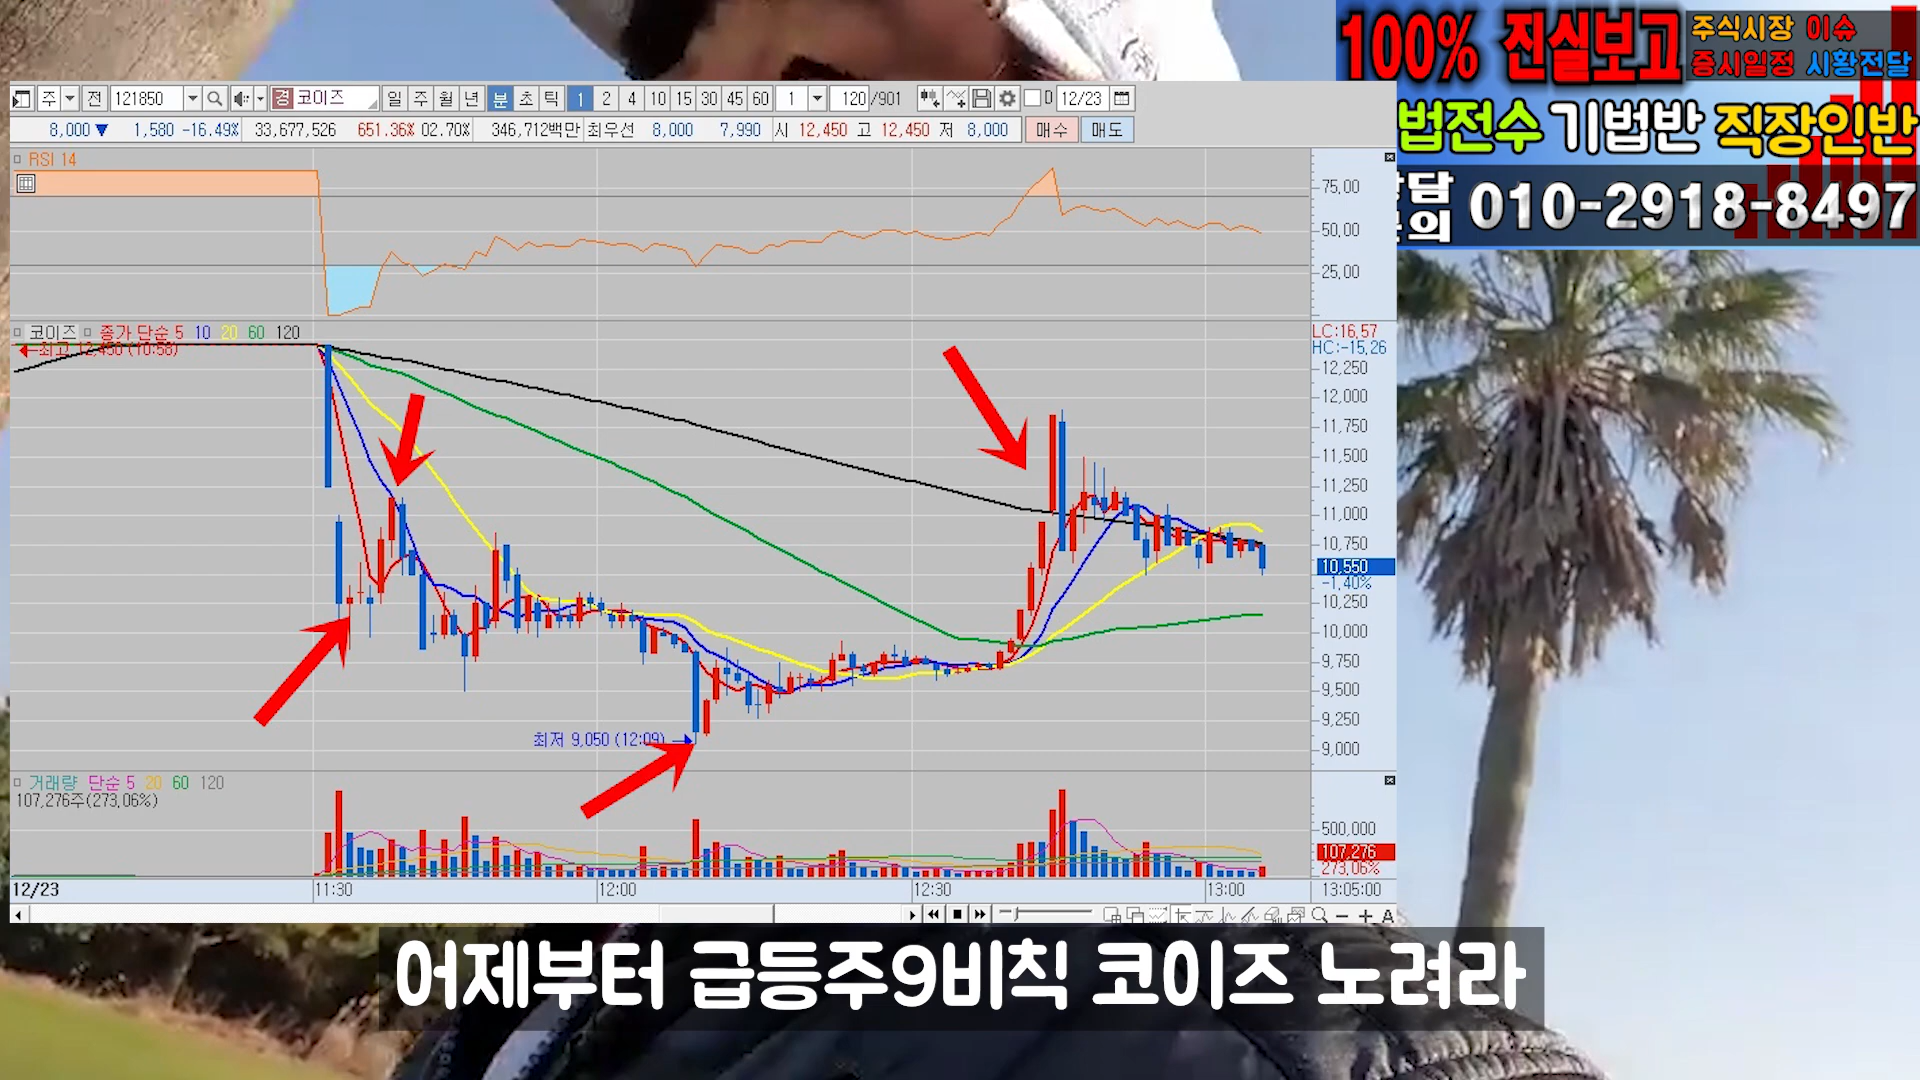 100% 진실보고 주식시장 이슈
증시일정 시황전달
법전수 기법반 직장인반
010-2918-8497
주 전 121850 경 코이즈 일 주 월 년 분 초 틱 1 2 4 10 15 30 45 60 1 120 /901 D 12/23
8,000 ▼ 1,580 -16.49% 33,677,526 651.36% 02.70% 346,712백만 최우선 8,000 7,990 시 12,450 고 12,450 저 8,000 매수 매도
RSI 14
75,00
50,00
25,00
코이즈 종가 단순 5 10 20 60 120
LC:16,57
최고 12,450 (10:58)
HC:-15,26
12,250
12,000
11,750
11,500
11,250
11,000
10,750
10,550
-1,40%
10,250
10,000
9,750
9,500
9,250
최저 9,050 (12:09)
9,000
거래량 단순 5 20 60 120
107,276주(273,06%)
500,000
107,276
273,06%
12/23 11:30 12:00 12:30 13:00 13:05:00
A
어제부터 급등주9비칙 코이즈 노려라